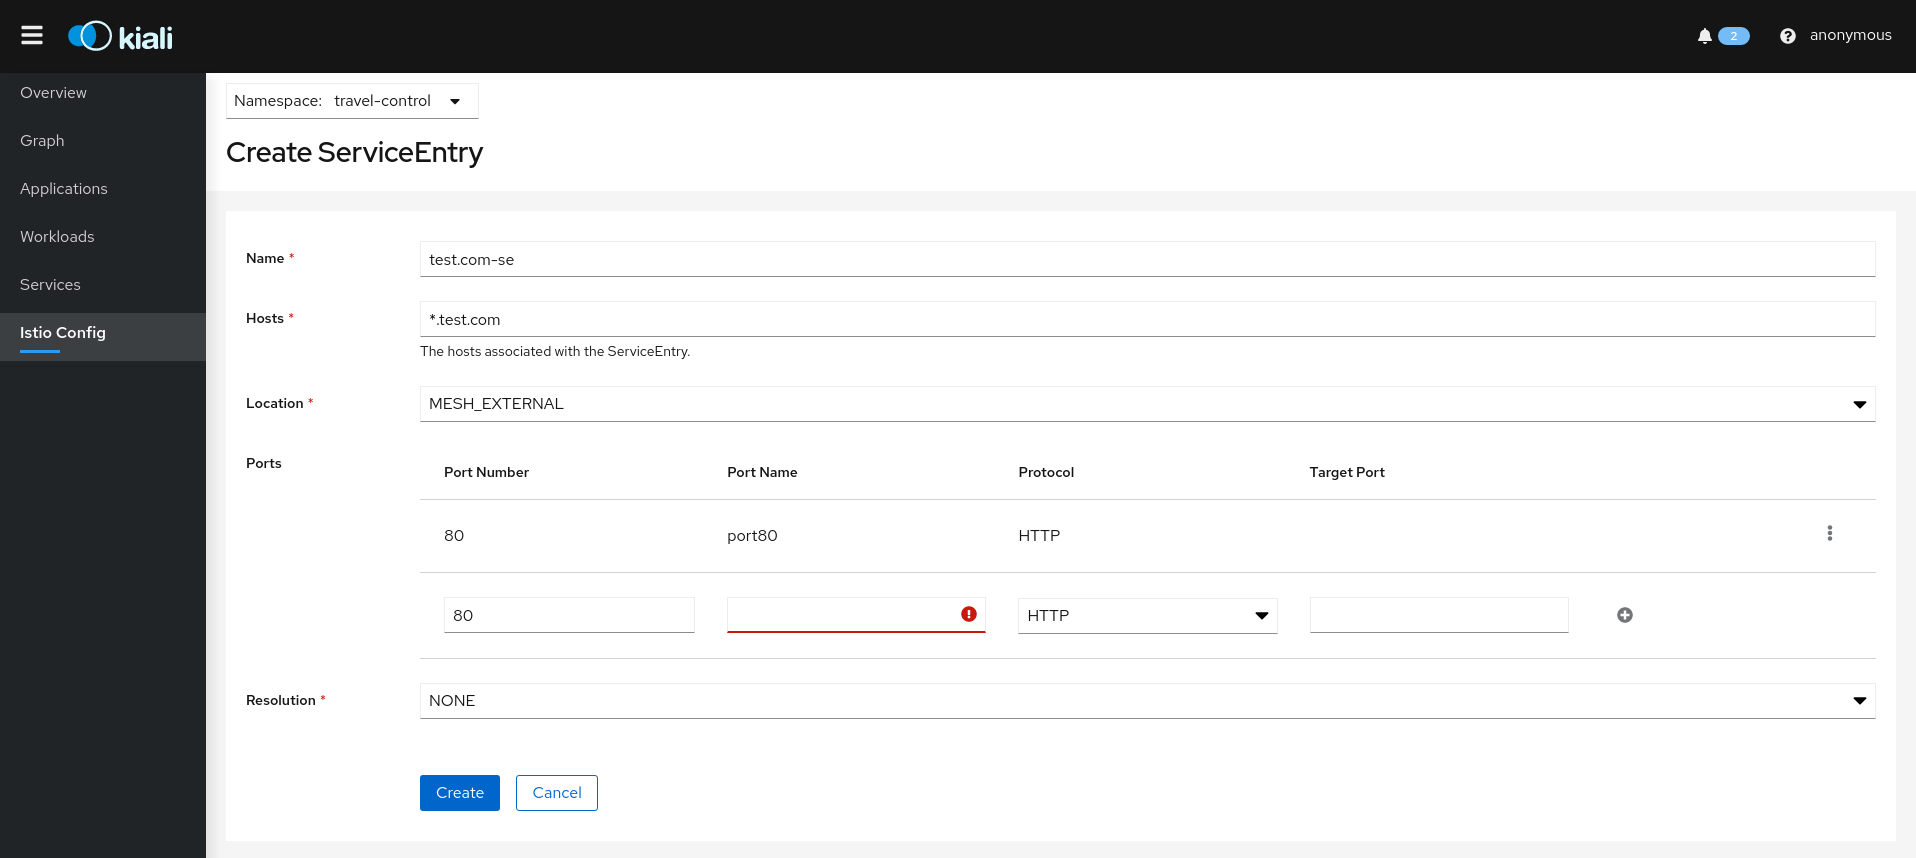 kiali
2
anonymous
Overview
Graph
Applications
Workloads
Services
Istio Config
Namespace: travel-control
Create ServiceEntry
Name *
test.com-se
Hosts *
*.test.com
The hosts associated with the ServiceEntry.
Location *
MESH_EXTERNAL
Ports
Port Number Port Name Protocol Target Port
80 port80 HTTP
80 HTTP
Resolution *
NONE
Create Cancel